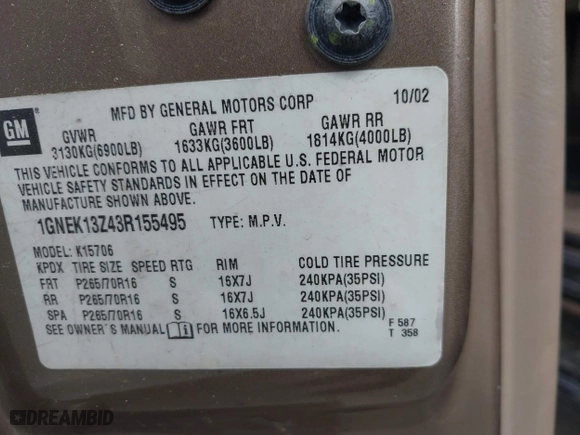 GM
MFD BY GENERAL MOTORS CORP 10/02
GVWR GAWR FRT GAWR RR
3130KG(6900LB) 1633KG(3600LB) 1814KG(4000LB)
THIS VEHICLE CONFORMS TO ALL APPLICABLE U.S. FEDERAL MOTOR
VEHICLE SAFETY STANDARDS IN EFFECT ON THE DATE OF
MANUFACTURE SHOWN ABOVE.
1GNEK13Z43R155495 TYPE: M.P.V.
MODEL: K15706
KPDX TIRE SIZE SPEED RTG RIM COLD TIRE PRESSURE
FRT P265/70R16 S 16X7J 240KPA(35PSI)
RR P265/70R16 S 16X7J 240KPA(35PSI)
SPA P265/70R16 S 16X6.5J 240KPA(35PSI)
SEE OWNER'S MANUAL FOR MORE INFORMATION. F 587
T 358
DREAMBID